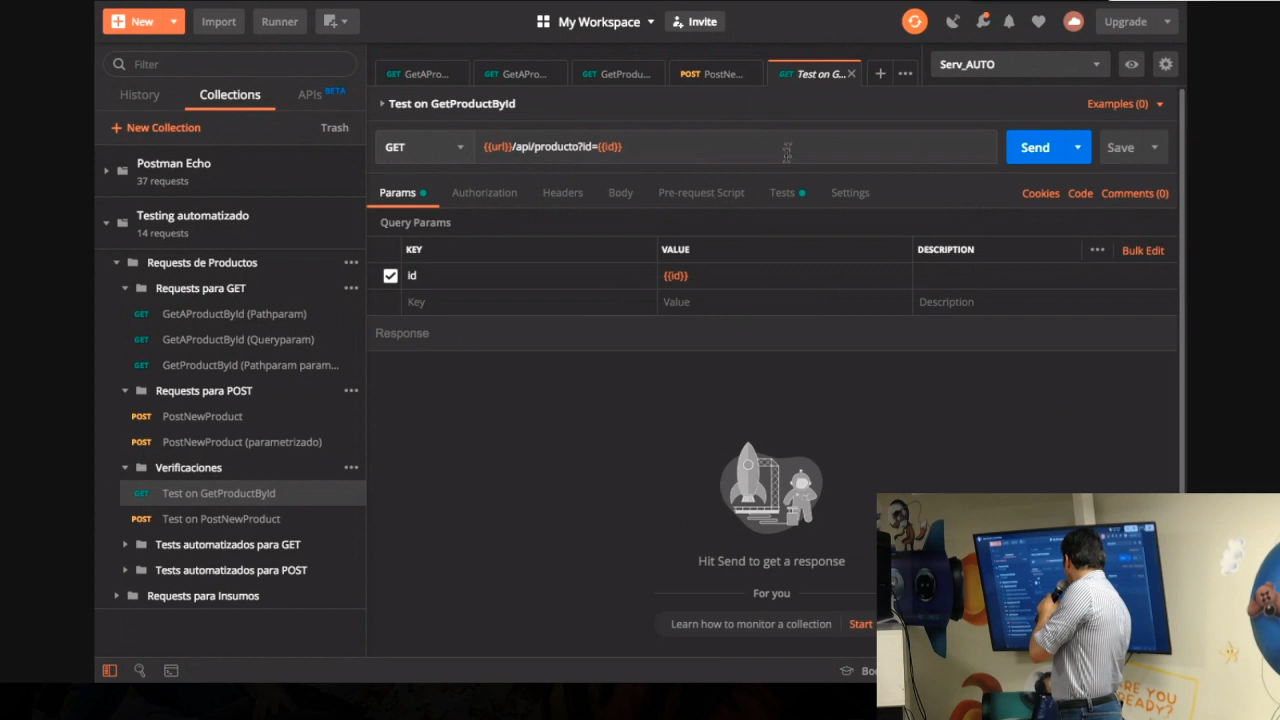 New
Import
Runner
My Workspace
Invite
Upgrade
Filter
History
Collections
APIs
BETA
New Collection
Trash
Postman Echo
37 requests
Testing automatizado
14 requests
Requests de Productos
Requests para GET
GET GetAProductById (Pathparam)
GET GetAProductById (Queryparam)
GET GetProductById (Pathparam param...
Requests para POST
POST PostNewProduct
POST PostNewProduct (parametrizado)
Verificaciones
GET Test on GetProductById
POST Test on PostNewProduct
Tests automatizados para GET
Tests automatizados para POST
Requests para Insumos
GET GetAPro...
GET GetAPro...
GET GetProdu...
POST PostNe...
GET Test on G...
Serv_AUTO
Test on GetProductById
Examples (0)
GET
{{url}}/api/producto?id={{id}}
Send
Save
Params
Authorization
Headers
Body
Pre-request Script
Tests
Settings
Cookies
Code
Comments (0)
Query Params
KEY
VALUE
DESCRIPTION
Bulk Edit
id
{{id}}
Key
Value
Description
Response
Hit Send to get a response
For you
Learn how to monitor a collection
Start
ARE YOU
READY?